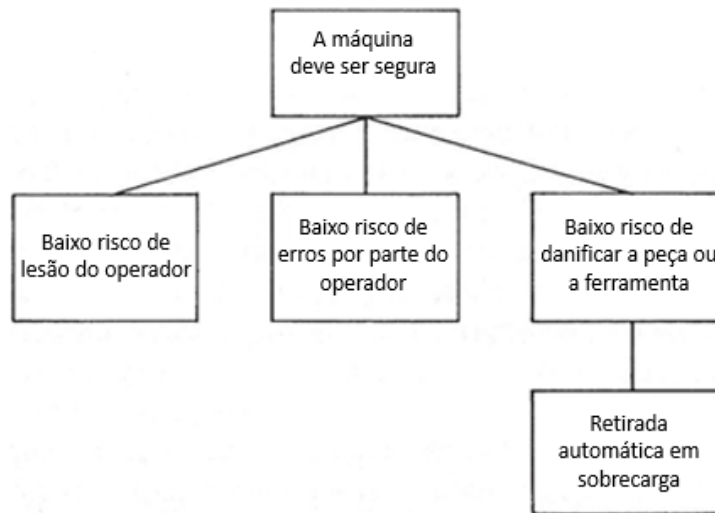 A máquina
deve ser segura
Baixo risco de
lesão do operador
Baixo risco de
erros por parte do
operador
Baixo risco de
danificar a peça ou
a ferramenta
Retirada
automática em
sobrecarga